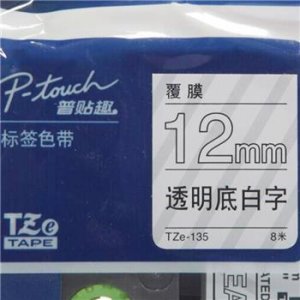 P-touch
普贴趣
标签色带
TZe
TAPE
覆膜
12mm
透明底白字
TZe-135 8米